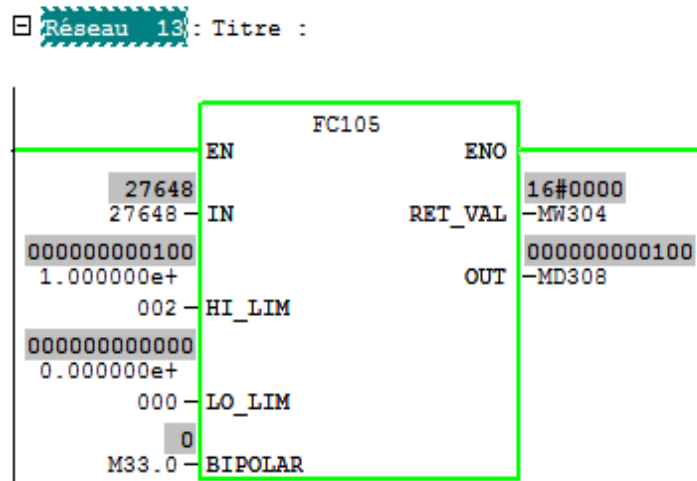 Réseau 13 : Titre :
FC105
EN ENO
27648 16#0000
27648 IN RET_VAL MW304
000000000100 000000000100
1.000000e+ OUT MD308
002 HI_LIM
000000000000
0.000000e+
000 LO_LIM
0
M33.0 BIPOLAR